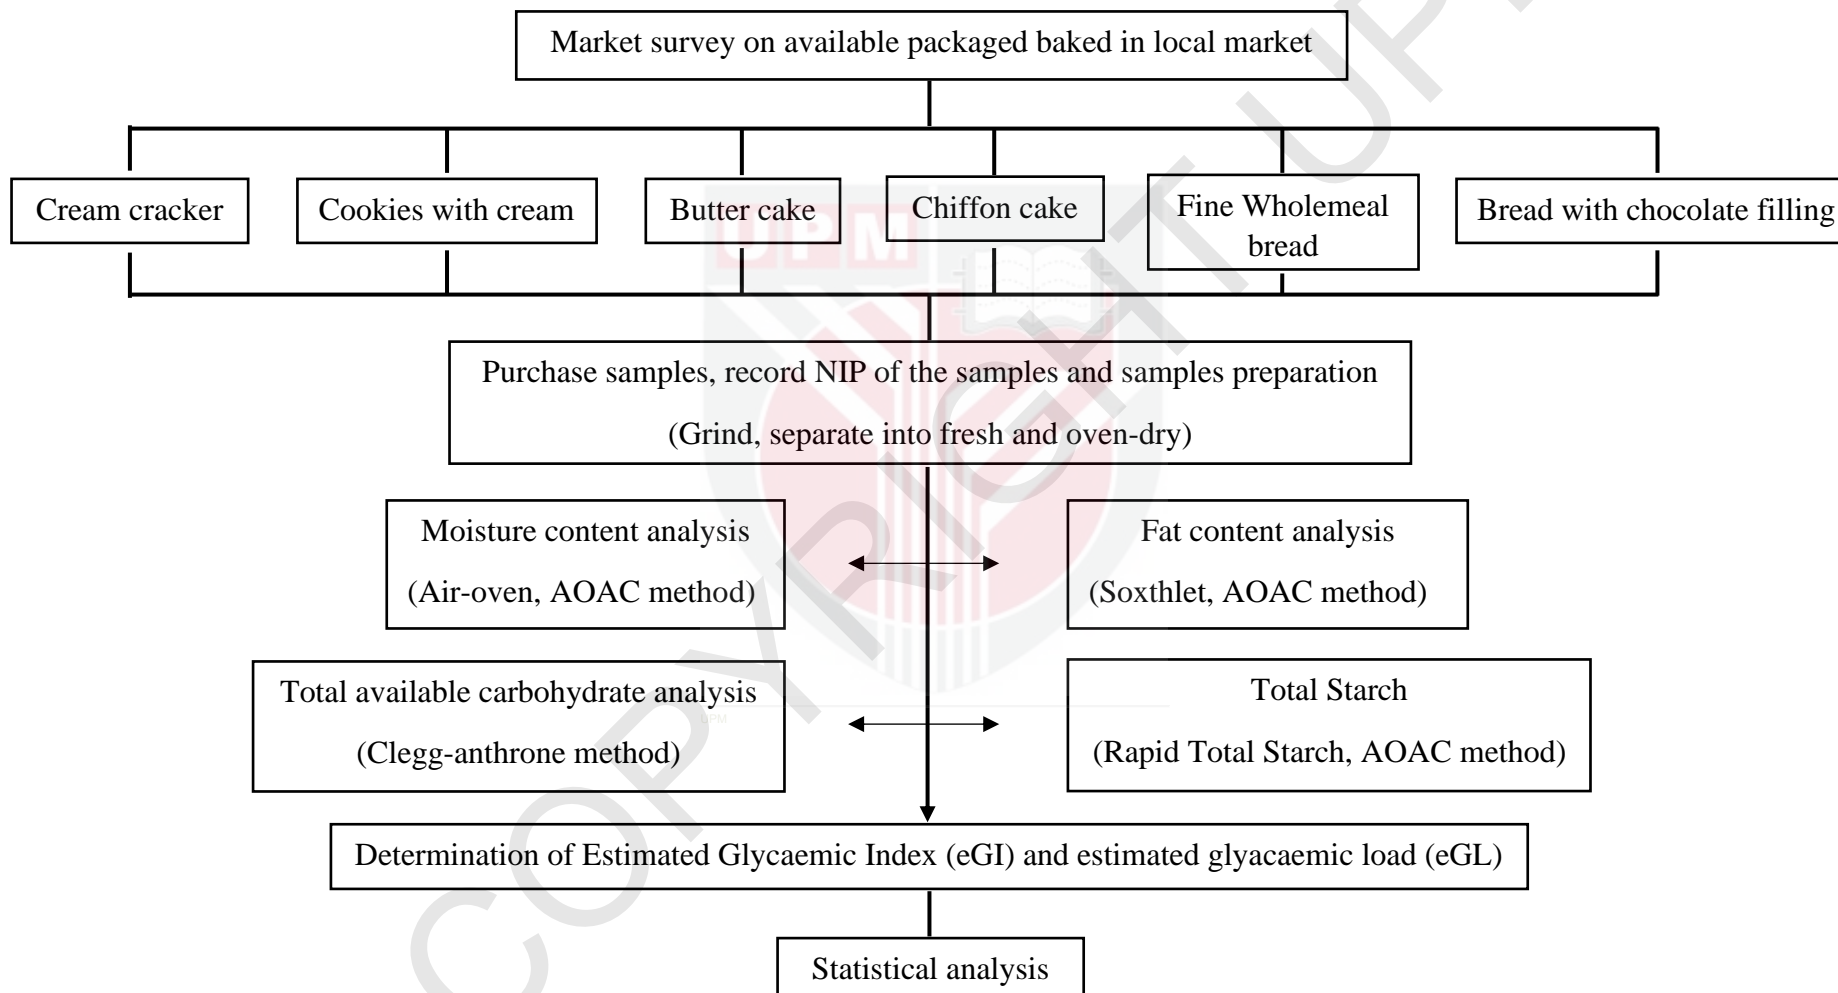 Market survey on available packaged baked in local market
Cream cracker
Cookies with cream
Butter cake
Chiffon cake
Fine Wholemeal
bread
Bread with chocolate filling
UPM
Purchase samples, record NIP of the samples and samples preparation
(Grind, separate into fresh and oven-dry)
Moisture content analysis
(Air-oven, AOAC method)
Fat content analysis
(Soxthlet, AOAC method)
Total available carbohydrate analysis
(Clegg-anthrone method)
Total Starch
(Rapid Total Starch, AOAC method)
UPM
Determination of Estimated Glycaemic Index (eGI) and estimated glyacaemic load (eGL)
Statistical analysis
COPYRIGHT UPM